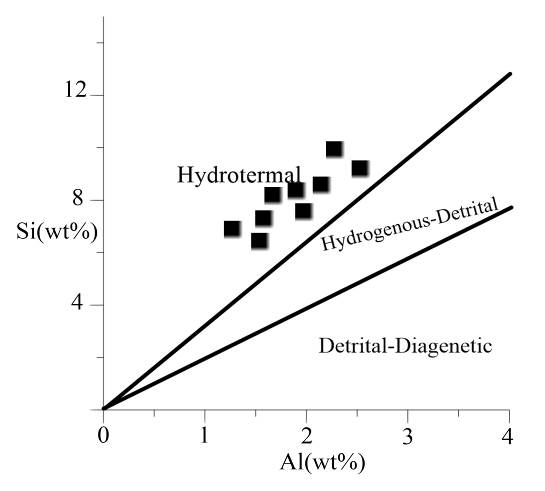 12
Hydrotermal
8
Hydrogenous-Detrital
Si(wt%)
4
Detrital-Diagenetic
0 1 2 3 4
Al(wt%)